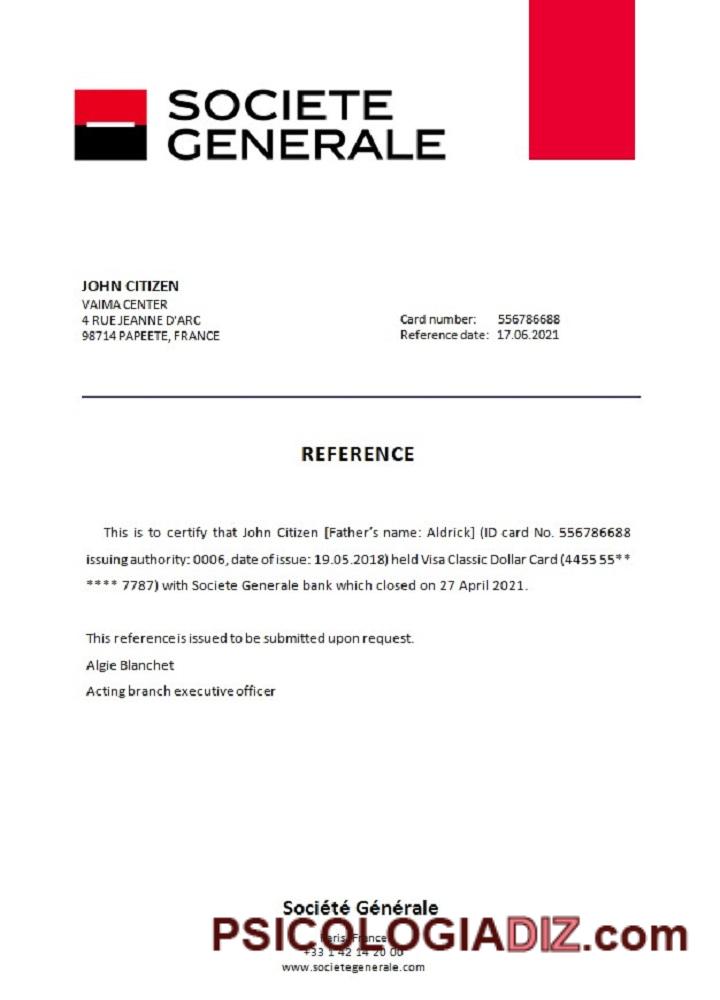 SOCIETE
GENERALE
JOHN CITIZEN
VAIMA CENTER
4 RUE JEANNE D'ARC
98714 PAPEETE, FRANCE
Card number: 556786688
Reference date: 17.06.2021
REFERENCE
This is to certify that John Citizen [Father's name: Aldrick] (ID card No. 556786688
issuing authority: 0006, date of issue: 19.05.2018) held Visa Classic Dollar Card (4455 55**
**** 7787) with Societe Generale bank which closed on 27 April 2021.
This reference is issued to be submitted upon request.
Algie Blanchet
Acting branch executive officer
Société Générale
Paris, France
PSICOLOGIADIZ.com
+33 1 42 14 20 00
www.societegenerale.com